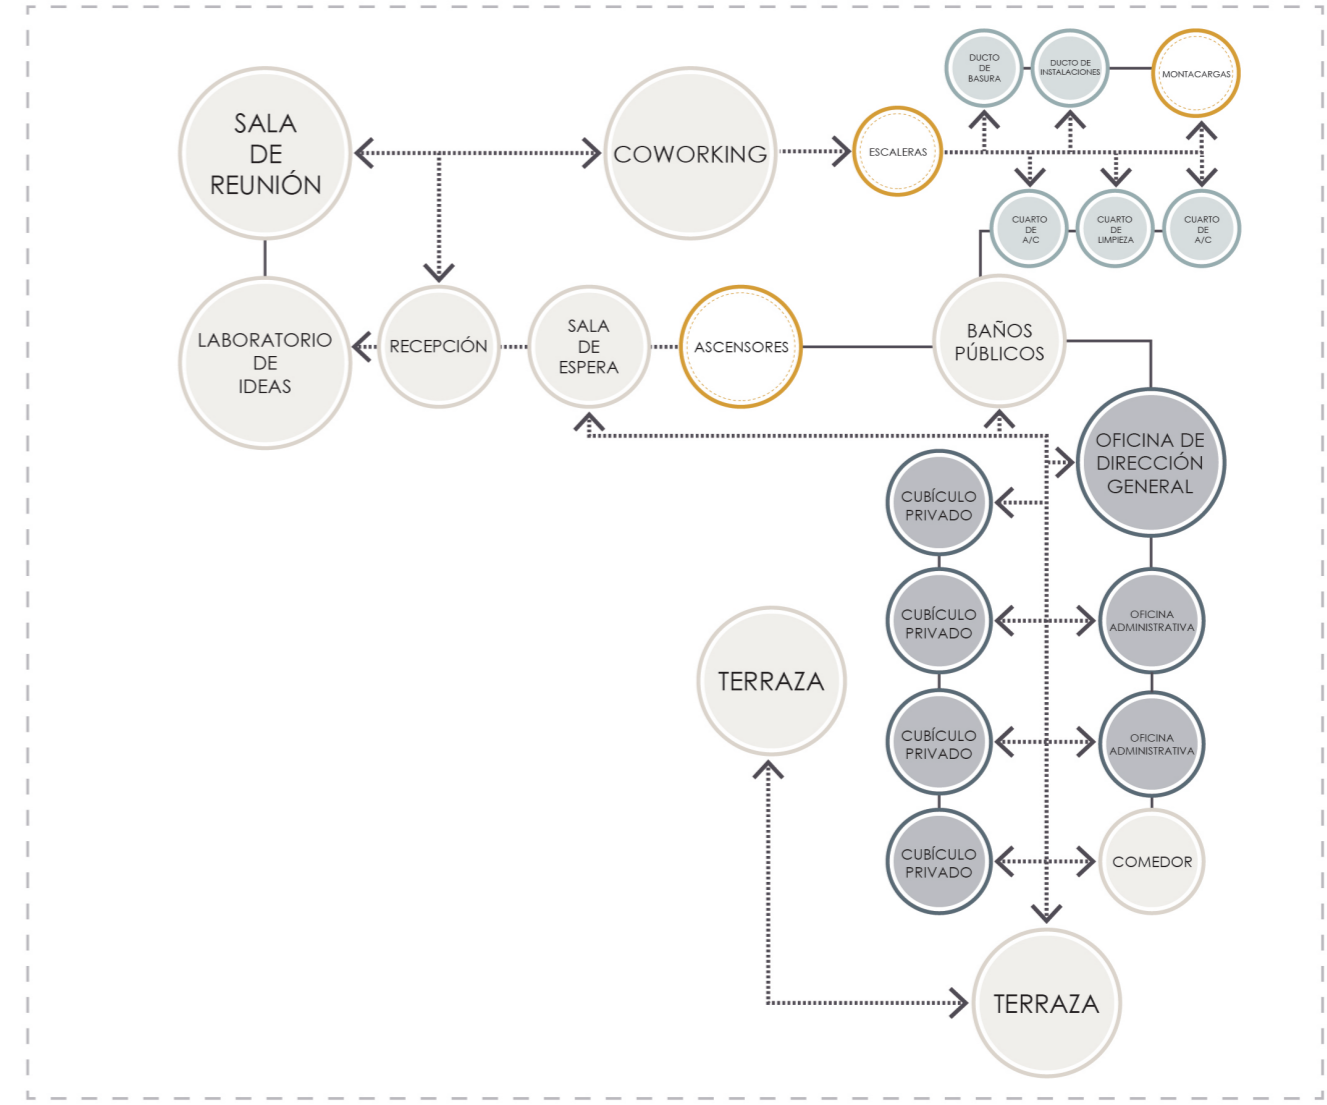 SALA
DE
REUNIÓN
COWORKING
ESCALERAS
DUCTO
DE
BASURA
DUCTO DE
INSTALACIONES
MONTACARGAS
CUARTO
DE
A/C
CUARTO
DE
LIMPIEZA
CUARTO
DE
A/C
LABORATORIO
DE
IDEAS
RECEPCIÓN
SALA
DE
ESPERA
ASCENSORES
BAÑOS
PÚBLICOS
OFICINA DE
DIRECCIÓN
GENERAL
CUBÍCULO
PRIVADO
CUBÍCULO
PRIVADO
OFICINA
ADMINISTRATIVA
TERRAZA
CUBÍCULO
PRIVADO
OFICINA
ADMINISTRATIVA
CUBÍCULO
PRIVADO
COMEDOR
TERRAZA